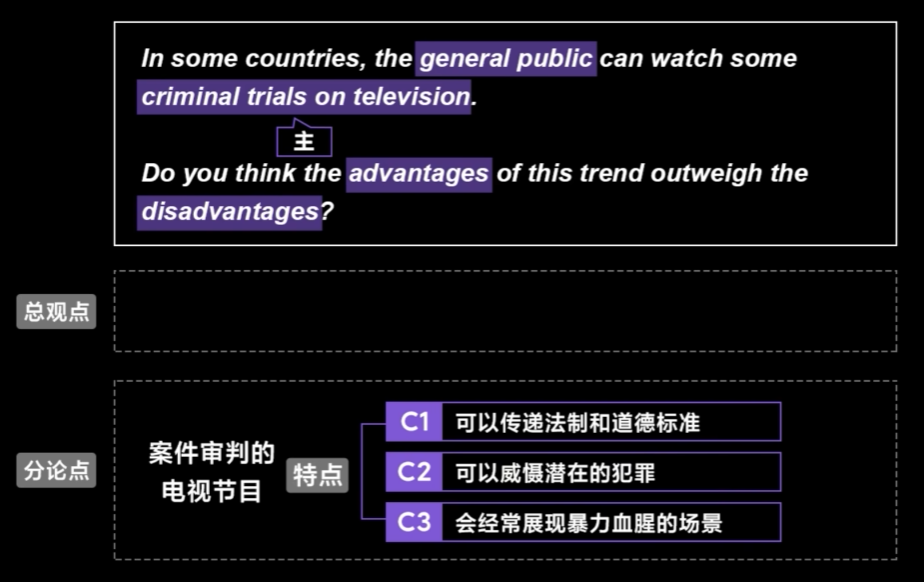 In some countries, the general public can watch some
criminal trials on television.
主
Do you think the advantages of this trend outweigh the
disadvantages?
总观点
分论点
案件审判的
电视节目
特点
C1 可以传递法制和道德标准
C2 可以威慑潜在的犯罪
C3 会经常展现暴力血腥的场景